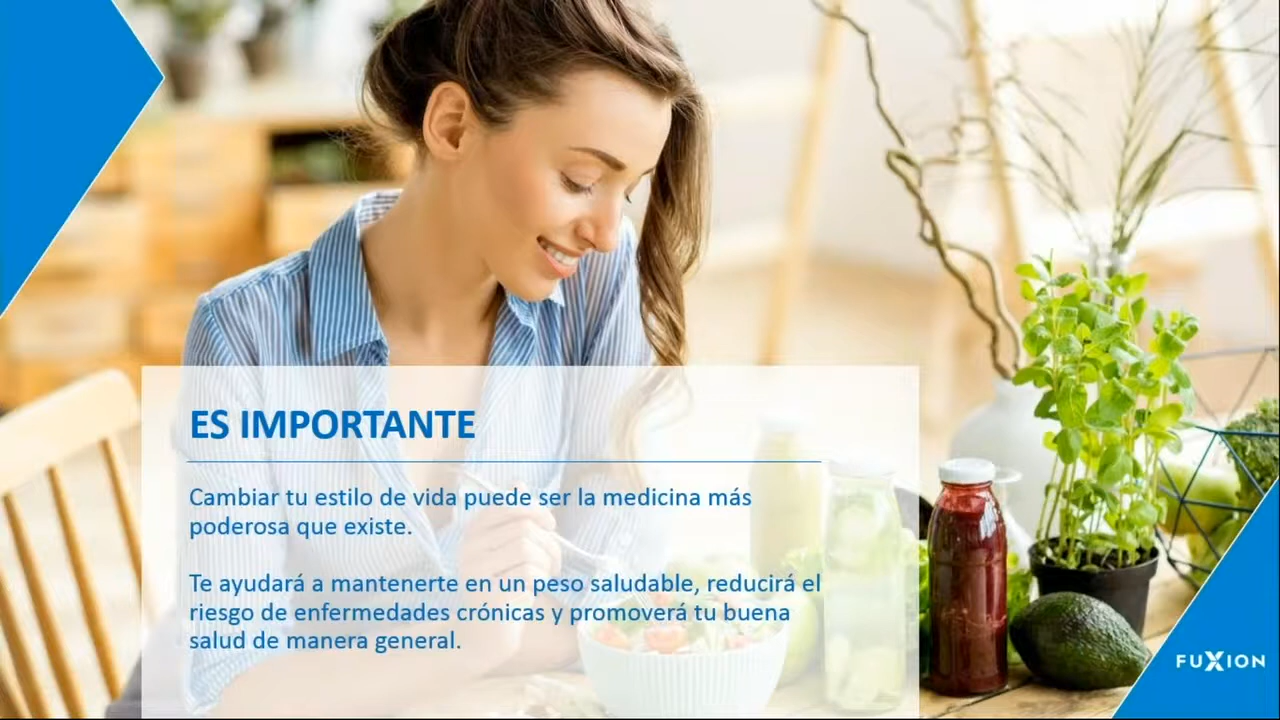 ES IMPORTANTE
Cambiar tu estilo de vida puede ser la medicina más
poderosa que existe.
Te ayudará a mantenerte en un peso saludable, reducirá el
riesgo de enfermedades crónicas y promoverá tu buena
salud de manera general.
FUXION